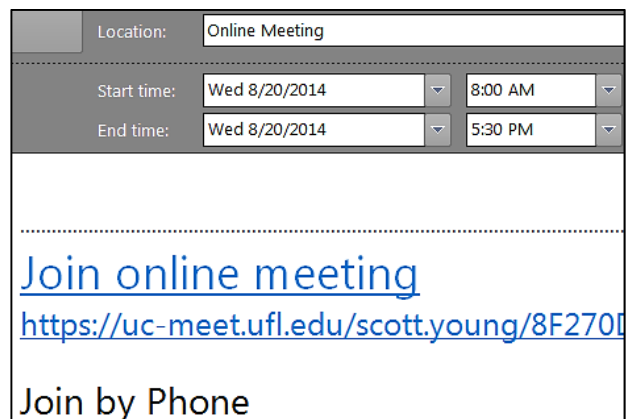 Location: Online Meeting
Start time: Wed 8/20/2014 8:00 AM
End time: Wed 8/20/2014 5:30 PM
Join online meeting
https://uc-meet.ufl.edu/scott.young/8F270D
Join by Phone